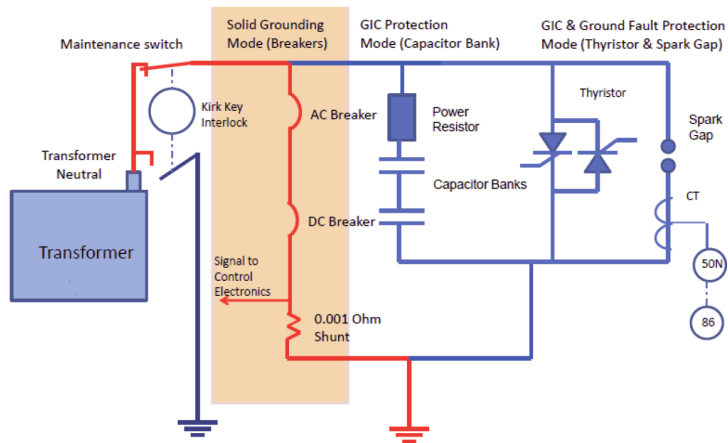 Solid Grounding
Mode (Breakers)
GIC Protection
Mode (Capacitor Bank)
GIC & Ground Fault Protection
Mode (Thyristor & Spark Gap)
Maintenance switch
Kirk Key
Interlock
AC Breaker
Power
Resistor
Thyristor
Spark
Gap
Transformer
Neutral
Capacitor Banks
CT
DC Breaker
Transformer
Signal to
Control
Electronics
50N
0.001 Ohm
Shunt
86